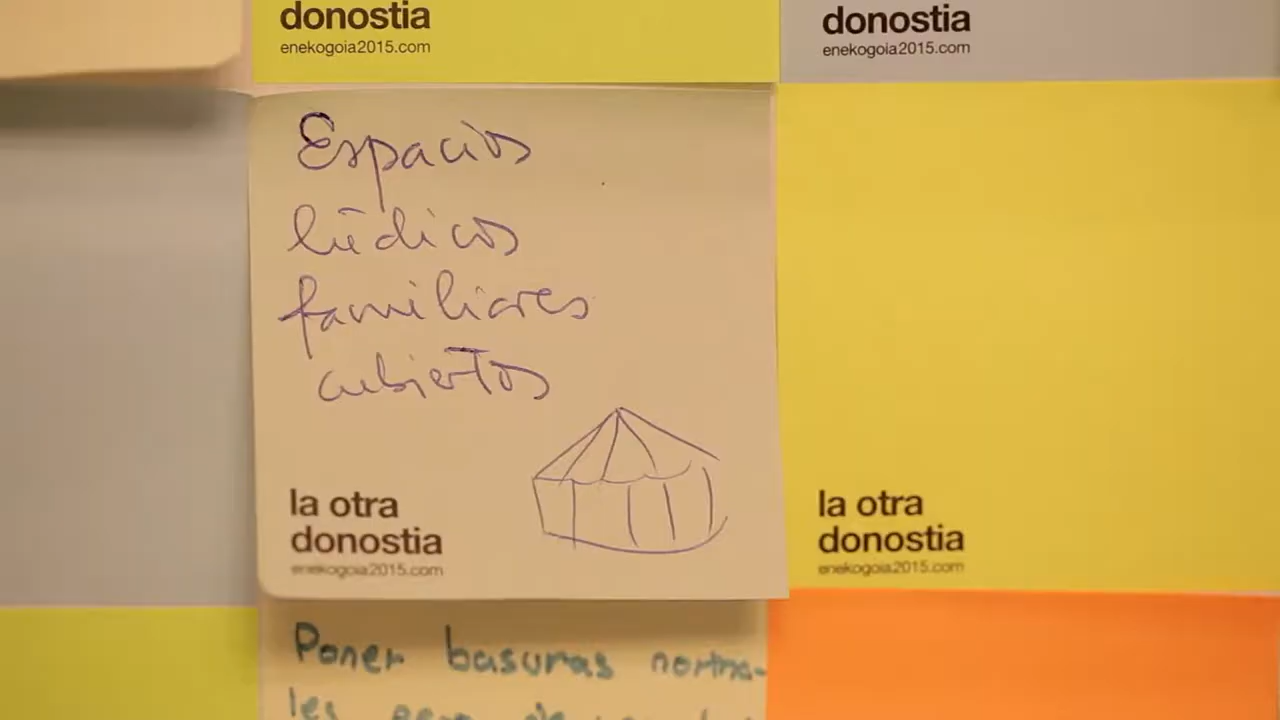 donostia
enekogoia2015.com
donostia
enekogoia2015.com
Espacios
lúdicos
familiares
cubiertos
la otra
donostia
enekogoia2015.com
la otra
donostia
enekogoia2015.com
Poner basuras norma-
les